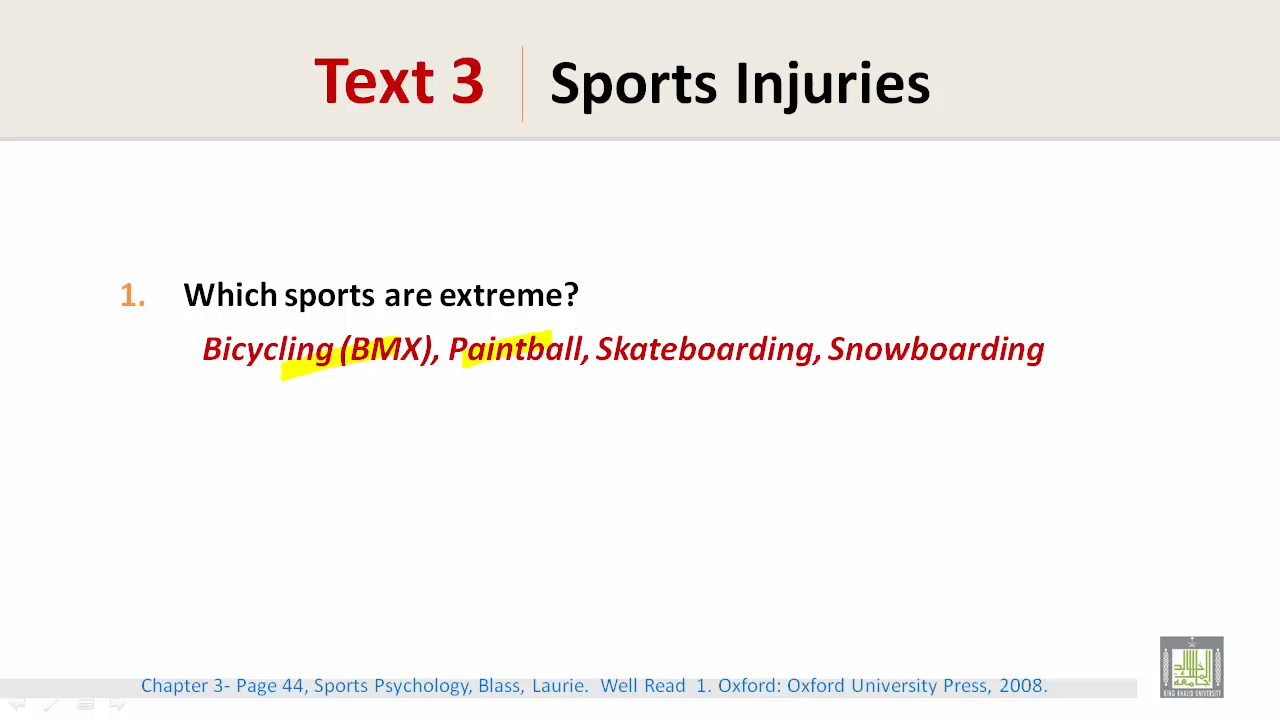 Text 3
Sports Injuries
1. Which sports are extreme?
Bicycling (BMX), Paintball, Skateboarding, Snowboarding
Chapter 3- Page 44, Sports Psychology, Blass, Laurie.  Well Read  1. Oxford: Oxford University Press, 2008.
KING KHALID UNIVERSITY